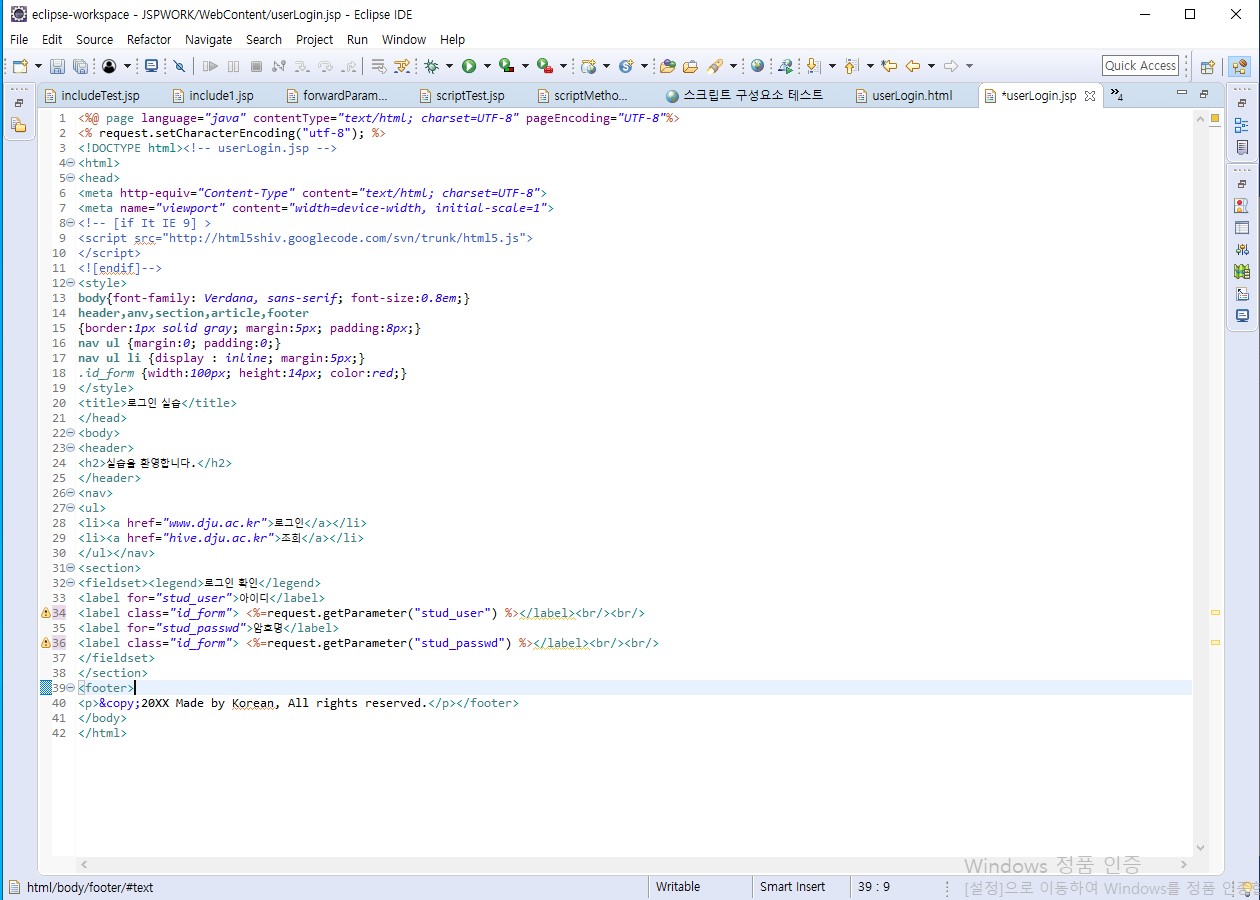 eclipse-workspace - JSPWORK/WebContent/userLogin.jsp - Eclipse IDE
File Edit Source Refactor Navigate Search Project Run Window Help
Quick Access
includeTest.jsp include1.jsp forwardParam... scriptTest.jsp scriptMetho... 스크립트 구성요소 테스트 userLogin.html *userLogin.jsp »4
1 <%@ page language="java" contentType="text/html; charset=UTF-8" pageEncoding="UTF-8"%>
2 <% request.setCharacterEncoding("utf-8"); %>
3 <!DOCTYPE html><!-- userLogin.jsp -->
4 <html>
5 <head>
6 <meta http-equiv="Content-Type" content="text/html; charset=UTF-8">
7 <meta name="viewport" content="width=device-width, initial-scale=1">
8 <!-- [if It IE 9] >
9 <script src="http://html5shiv.googlecode.com/svn/trunk/html5.js">
10 </script>
11 <![endif]-->
12 <style>
13 body{font-family: Verdana, sans-serif; font-size:0.8em;}
14 header,anv,section,article,footer
15 {border:1px solid gray; margin:5px; padding:8px;}
16 nav ul {margin:0; padding:0;}
17 nav ul li {display : inline; margin:5px;}
18 .id_form {width:100px; height:14px; color:red;}
19 </style>
20 <title>로그인 실습</title>
21 </head>
22 <body>
23 <header>
24 <h2>실습을 환영합니다.</h2>
25 </header>
26 <nav>
27 <ul>
28 <li><a href="www.dju.ac.kr">로그인</a></li>
29 <li><a href="hive.dju.ac.kr">조회</a></li>
30 </ul></nav>
31 <section>
32 <fieldset><legend>로그인 확인</legend>
33 <label for="stud_user">아이디</label>
34 <label class="id_form"> <%=request.getParameter("stud_user") %></label><br/><br/>
35 <label for="stud_passwd">암호명</label>
36 <label class="id_form"> <%=request.getParameter("stud_passwd") %></label><br/><br/>
37 </fieldset>
38 </section>
39 <footer>
40 <p>&copy;20XX Made by Korean, All rights reserved.</p></footer>
41 </body>
42 </html>
Windows 정품 인증
[설정]으로 이동하여 Windows를 정품 인증
html/body/footer/#text Writable Smart Insert 39 : 9